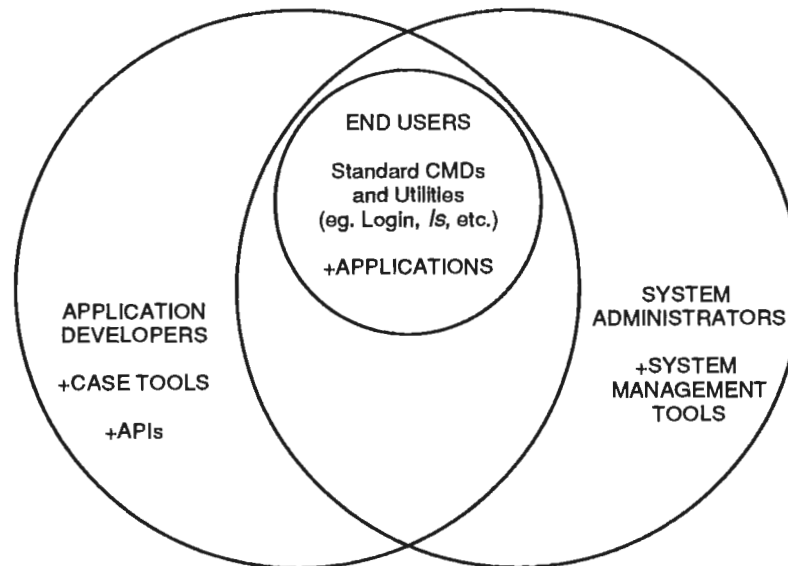 END USERS
Standard CMDs
and Utilities
(eg. Login, ls, etc.)
+APPLICATIONS
APPLICATION
DEVELOPERS
+CASE TOOLS
+APIs
SYSTEM
ADMINISTRATORS
+SYSTEM
MANAGEMENT
TOOLS